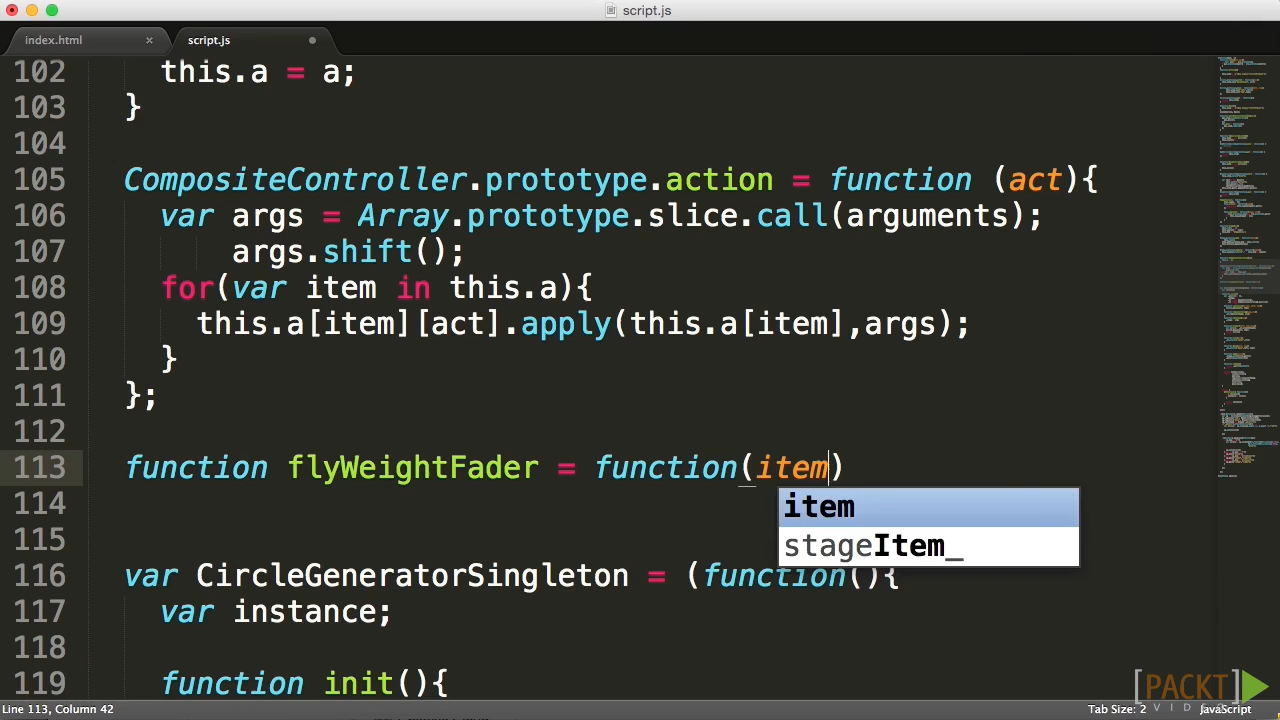 script.js
index.html × script.js
102 this.a = a;
103 }
104
105 CompositeController.prototype.action = function (act){
106 var args = Array.prototype.slice.call(arguments);
107 args.shift();
108 for(var item in this.a){
109 this.a[item][act].apply(this.a[item],args);
110 }
111 };
112
113 function flyWeightFader = function(item)
114 item
stageItem_
116 var CircleGeneratorSingleton = (function(){
117 var instance;
118
119 function init(){
[PACKT]
VIDEO
Line 113, Column 42 Tab Size: 2 JavaScript